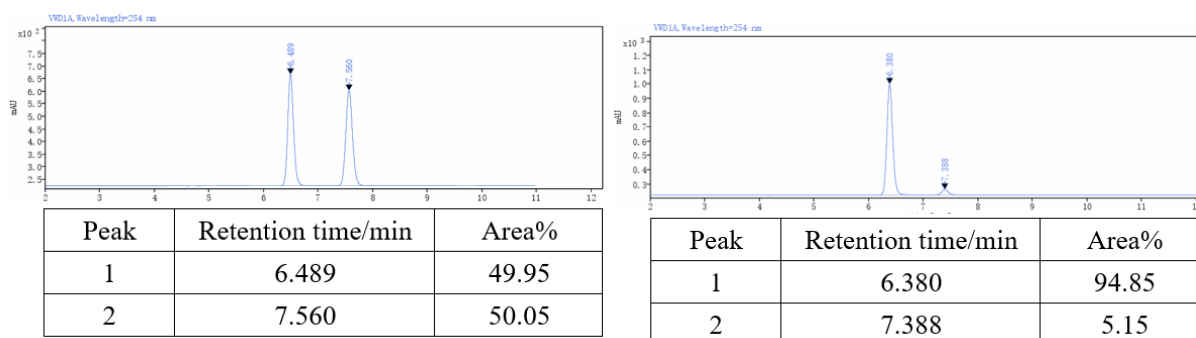 VWD1A,Wavelength=254 nm
x10 2
7.5
7.0
6.5
6.0
5.5
5.0
4.5
4.0
3.5
3.0
2.5
mAU
6.489
7.560
2 3 4 5 6 7 8 9 10 11 12
Peak Retention time/min Area%
1 6.489 49.95
2 7.560 50.05
VWD1A,Wavelength=254 nm
x10 3
1.2
1.1
1.0
0.9
0.8
0.7
0.6
0.5
0.4
0.3
mAU
6.380
7.388
2 3 4 5 6 7 8 9 10 11
Peak Retention time/min Area%
1 6.380 94.85
2 7.388 5.15